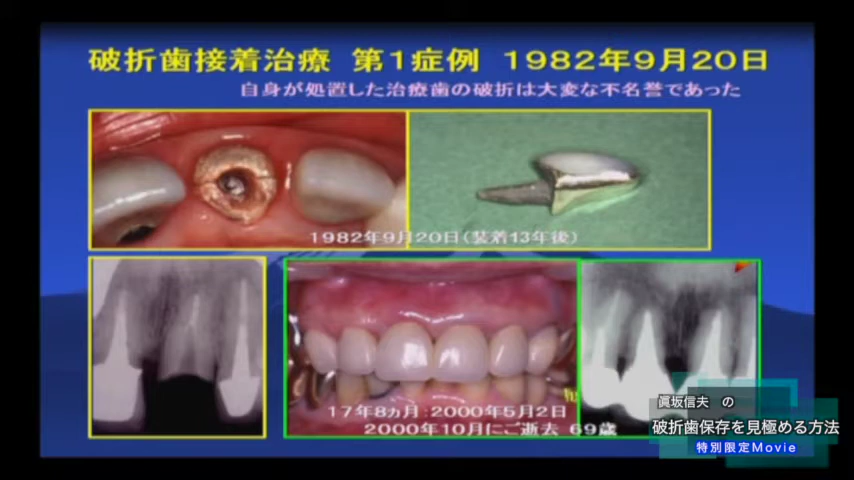 破折歯接着治療 第1症例 1982年9月20日
自身が処置した治療歯の破折は大変な不名誉であった
1982年9月20日(装着13年後)
17年8ヵ月:2000年5月2日
2000年10月にご逝去 69歳
眞坂信夫 の
破折歯保存を見極める方法
特別限定Movie